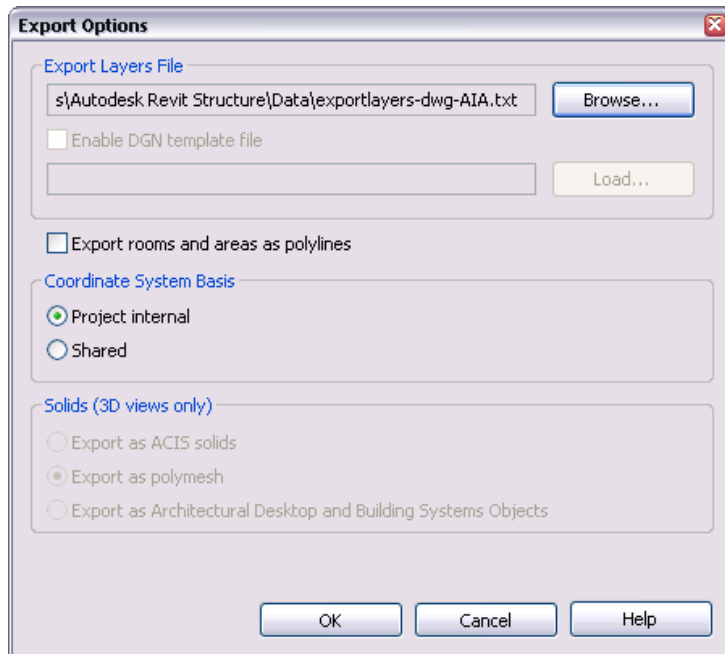 Export Options
Export Layers File
s\Autodesk Revit Structure\Data\exportlayers-dwg-AIA.txt
Browse...
Enable DGN template file
Load...
Export rooms and areas as polylines
Coordinate System Basis
Project internal
Shared
Solids (3D views only)
Export as ACIS solids
Export as polymesh
Export as Architectural Desktop and Building Systems Objects
OK
Cancel
Help